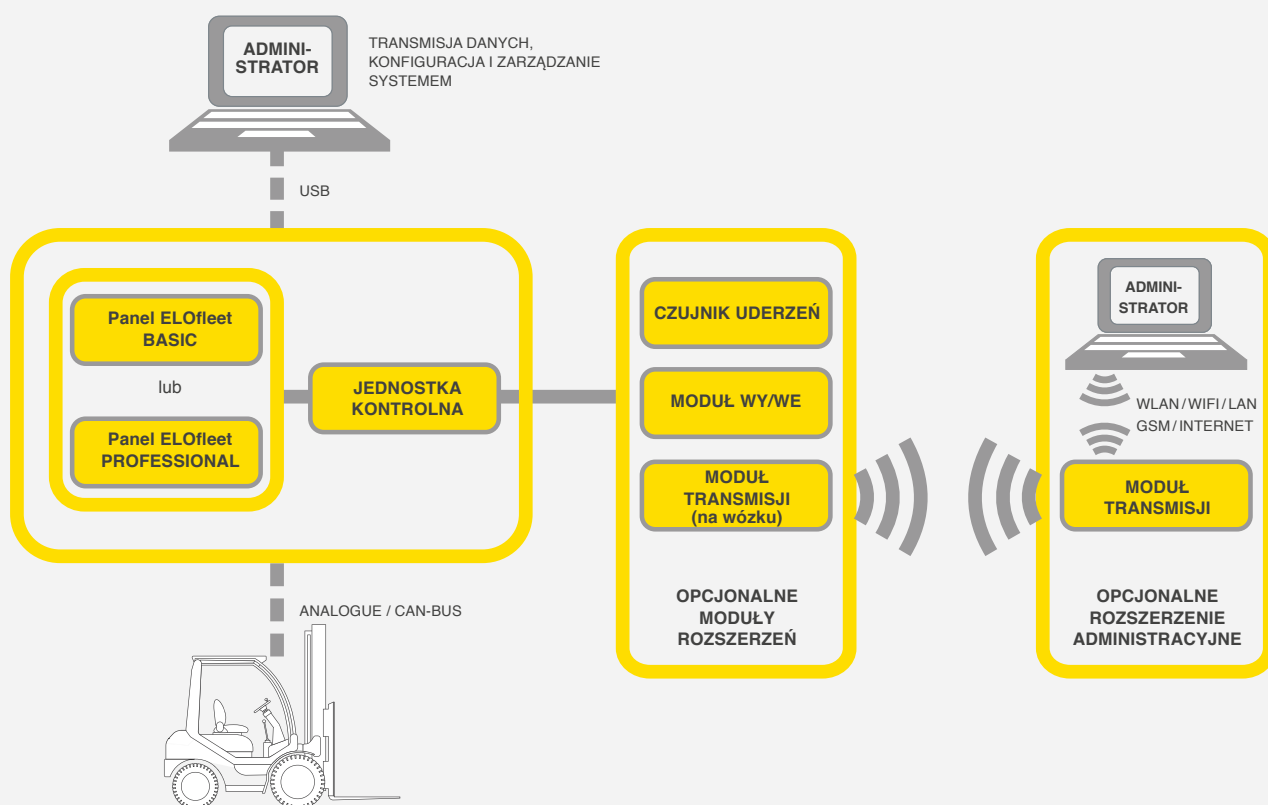 ADMINI-
STRATOR
TRANSMISJA DANYCH,
KONFIGURACJA I ZARZĄDZANIE
SYSTEMEM
USB
Panel ELOfleet
BASIC
lub
Panel ELOfleet
PROFESSIONAL
JEDNOSTKA
KONTROLNA
CZUJNIK UDERZEŃ
MODUŁ WY/WE
MODUŁ
TRANSMISJI
(na wózku)
OPCJONALNE
MODUŁY
ROZSZERZEŃ
ADMINI-
STRATOR
WLAN/WIFI/LAN
GSM/INTERNET
MODUŁ
TRANSMISJI
OPCJONALNE
ROZSZERZENIE
ADMINISTRACYJNE
ANALOGUE / CAN-BUS